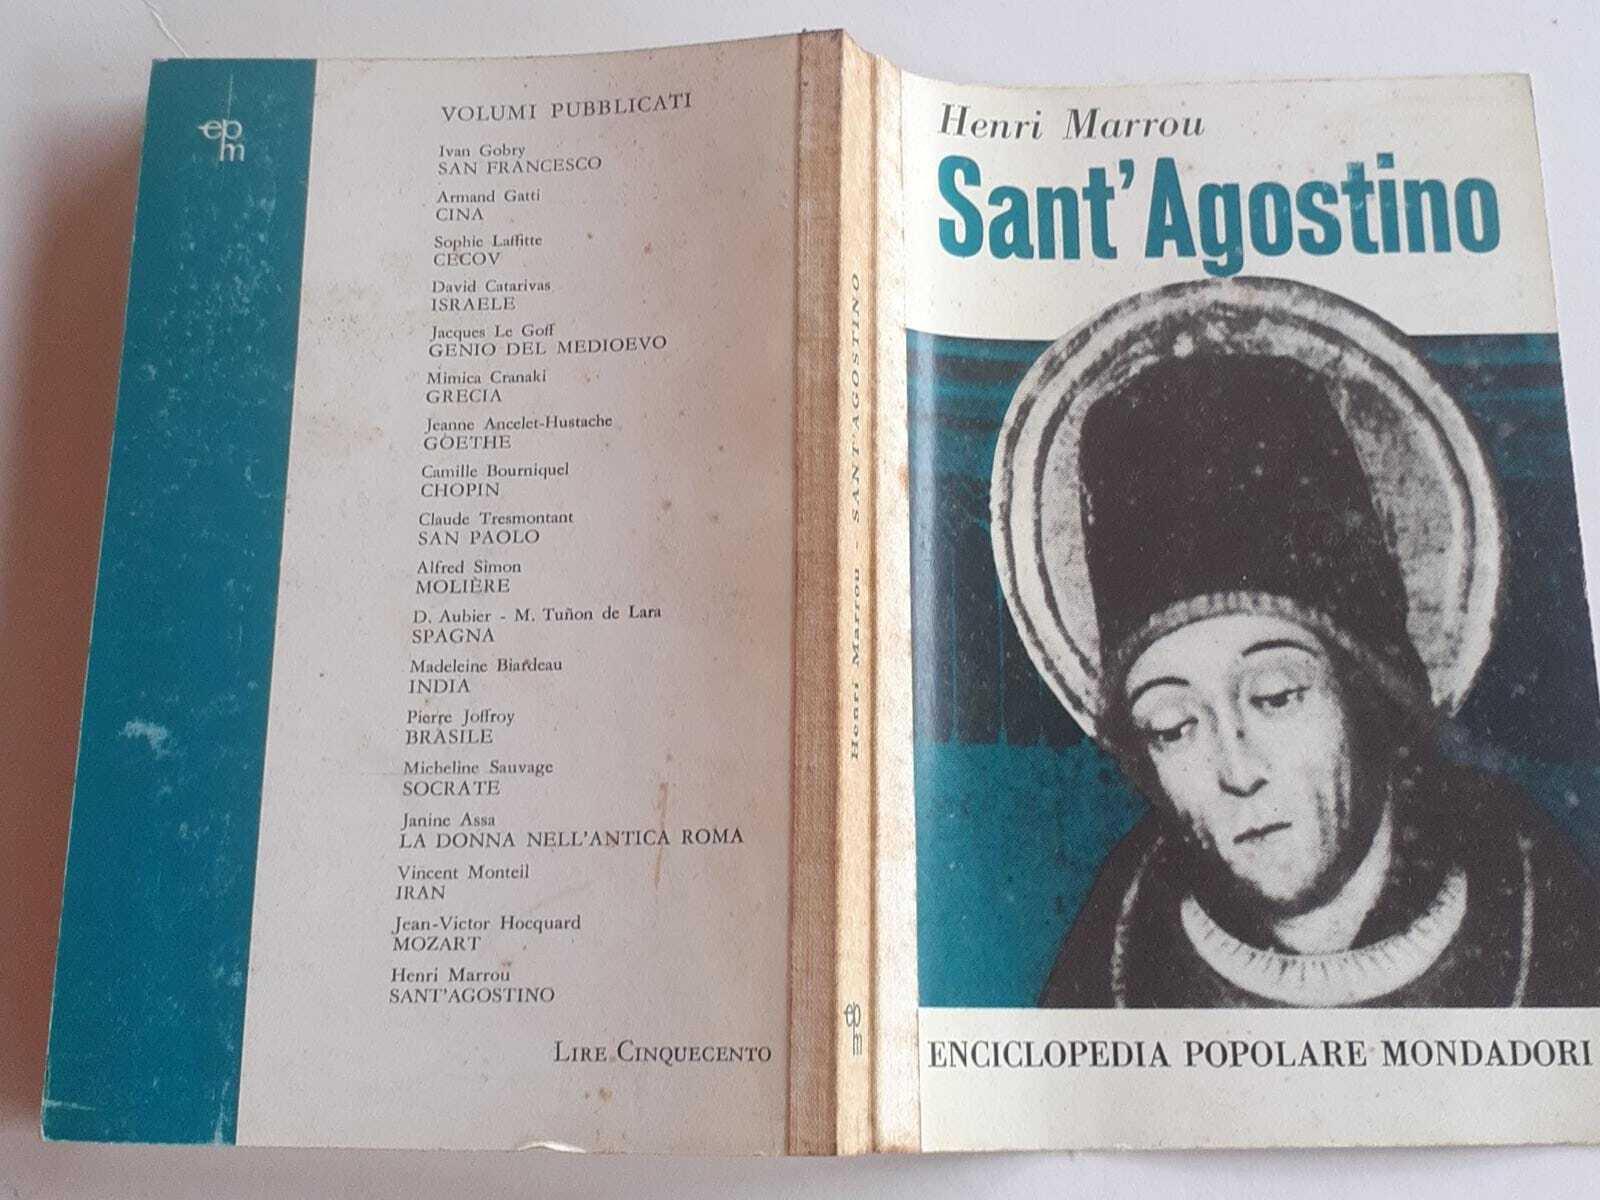 epm
VOLUMI PUBBLICATI
Ivan Gobry
SAN FRANCESCO
Armand Gatti
CINA
Sophie Laffitte
CECOV
David Catarivas
ISRAELE
Jacques Le Goff
GENIO DEL MEDIOEVO
Mimica Cranaki
GRECIA
Jeanne Ancelet-Hustache
GOETHE
Camille Bourniquel
CHOPIN
Claude Tresmontant
SAN PAOLO
Alfred Simon
MOLIÈRE
D. Aubier - M. Tuñon de Lara
SPAGNA
Madeleine Biardeau
INDIA
Pierre Joffroy
BRASILE
Micheline Sauvage
SOCRATE
Janine Assa
LA DONNA NELL'ANTICA ROMA
Vincent Monteil
IRAN
Jean-Victor Hocquard
MOZART
Henri Marrou
SANT'AGOSTINO
LIRE CINQUECENTO
Henri Marrou - SANT'AGOSTINO
epm
Henri Marrou
Sant'Agostino
ENCICLOPEDIA POPOLARE MONDADORI